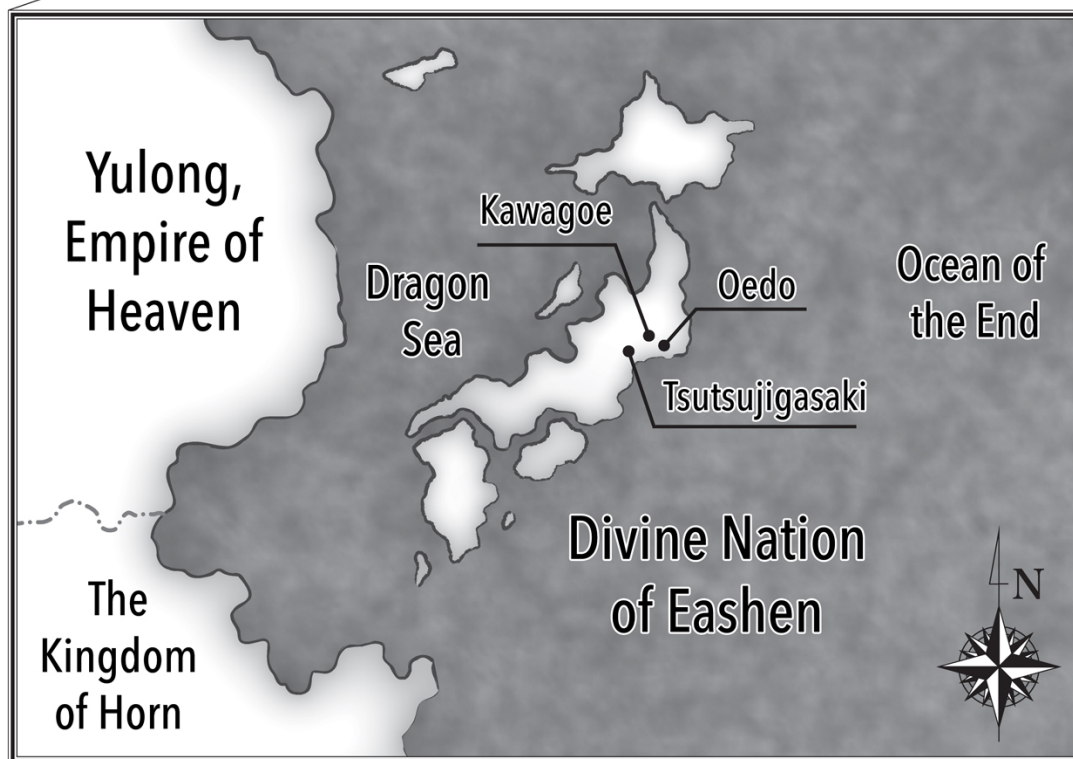 Yulong,
Empire of
Heaven
Kawagoe
Dragon
Sea
Oedo
Ocean of
the End
Tsutsujigasaki
Divine Nation
of Eashen
The
Kingdom
of Horn
N